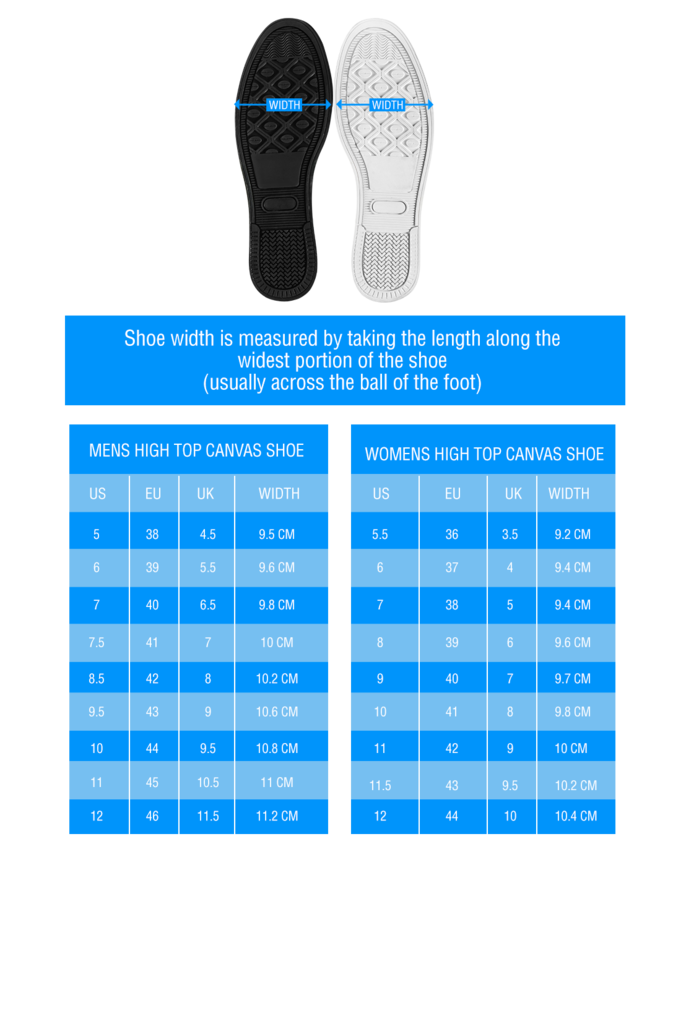 WIDTH WIDTH
Shoe width is measured by taking the length along the
widest portion of the shoe
(usually across the ball of the foot)
MENS HIGH TOP CANVAS SHOE
US EU UK WIDTH
5 38 4.5 9.5 CM
6 39 5.5 9.6 CM
7 40 6.5 9.8 CM
7.5 41 7 10 CM
8.5 42 8 10.2 CM
9.5 43 9 10.6 CM
10 44 9.5 10.8 CM
11 45 10.5 11 CM
12 46 11.5 11.2 CM
WOMENS HIGH TOP CANVAS SHOE
US EU UK WIDTH
5.5 36 3.5 9.2 CM
6 37 4 9.4 CM
7 38 5 9.4 CM
8 39 6 9.6 CM
9 40 7 9.7 CM
10 41 8 9.8 CM
11 42 9 10 CM
11.5 43 9.5 10.2 CM
12 44 10 10.4 CM